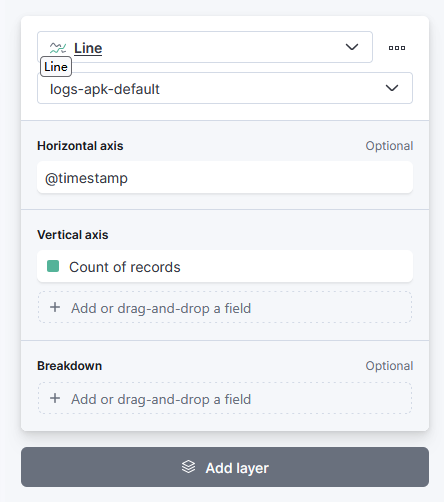 Line
Line
logs-apk-default
Horizontal axis Optional
@timestamp
Vertical axis
Count of records
+ Add or drag-and-drop a field
Breakdown Optional
+ Add or drag-and-drop a field
Add layer